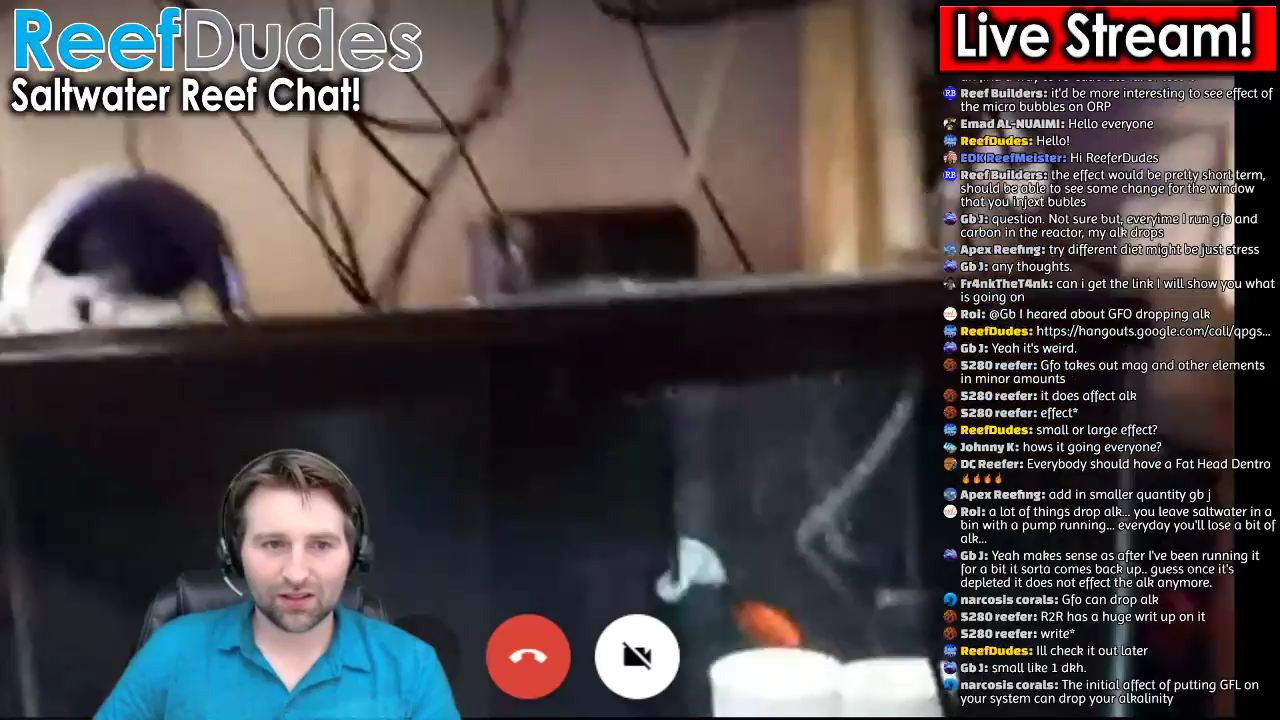 ReefDudes
Saltwater Reef Chat!
Live Stream!
Reef Builders: it'd be more interesting to see effect of
the micro bubbles on ORP
Emad AL-NUAIMI: Hello everyone
ReefDudes: Hello!
EDK ReefMeister: Hi ReeferDudes
Reef Builders: the effect would be pretty short term,
should be able to see some change for the window
that you injext bubles
Gb J: question. Not sure but, everyime I run gfo and
carbon in the reactor, my alk drops
Apex Reefing: try different diet might be just stress
Gb J: any thoughts.
Fr4nkTheT4nk: can i get the link I will show you what
is going on
Roi: @Gb I heared about GFO dropping alk
ReefDudes: https://hangouts.google.com/call/qpgs...
Gb J: Yeah it's weird.
5280 reefer: Gfo takes out mag and other elements
in minor amounts
5280 reefer: it does affect alk
5280 reefer: effect*
ReefDudes: small or large effect?
Johnny K: hows it going everyone?
DC Reefer: Everybody should have a Fat Head Dentro
🔥🔥🔥🔥
Apex Reefing: add in smaller quantity gb j
Roi: a lot of things drop alk... you leave saltwater in a
bin with a pump running... everyday you'll lose a bit of
alk...
Gb J: Yeah makes sense as after I've been running it
for a bit it sorta comes back up.. guess once it's
depleted it does not effect the alk anymore.
narcosis corals: Gfo can drop alk
5280 reefer: R2R has a huge writ up on it
5280 reefer: write*
ReefDudes: Ill check it out later
Gb J: small like 1 dkh.
narcosis corals: The initial affect of putting GFL on
your system can drop your alkalinity